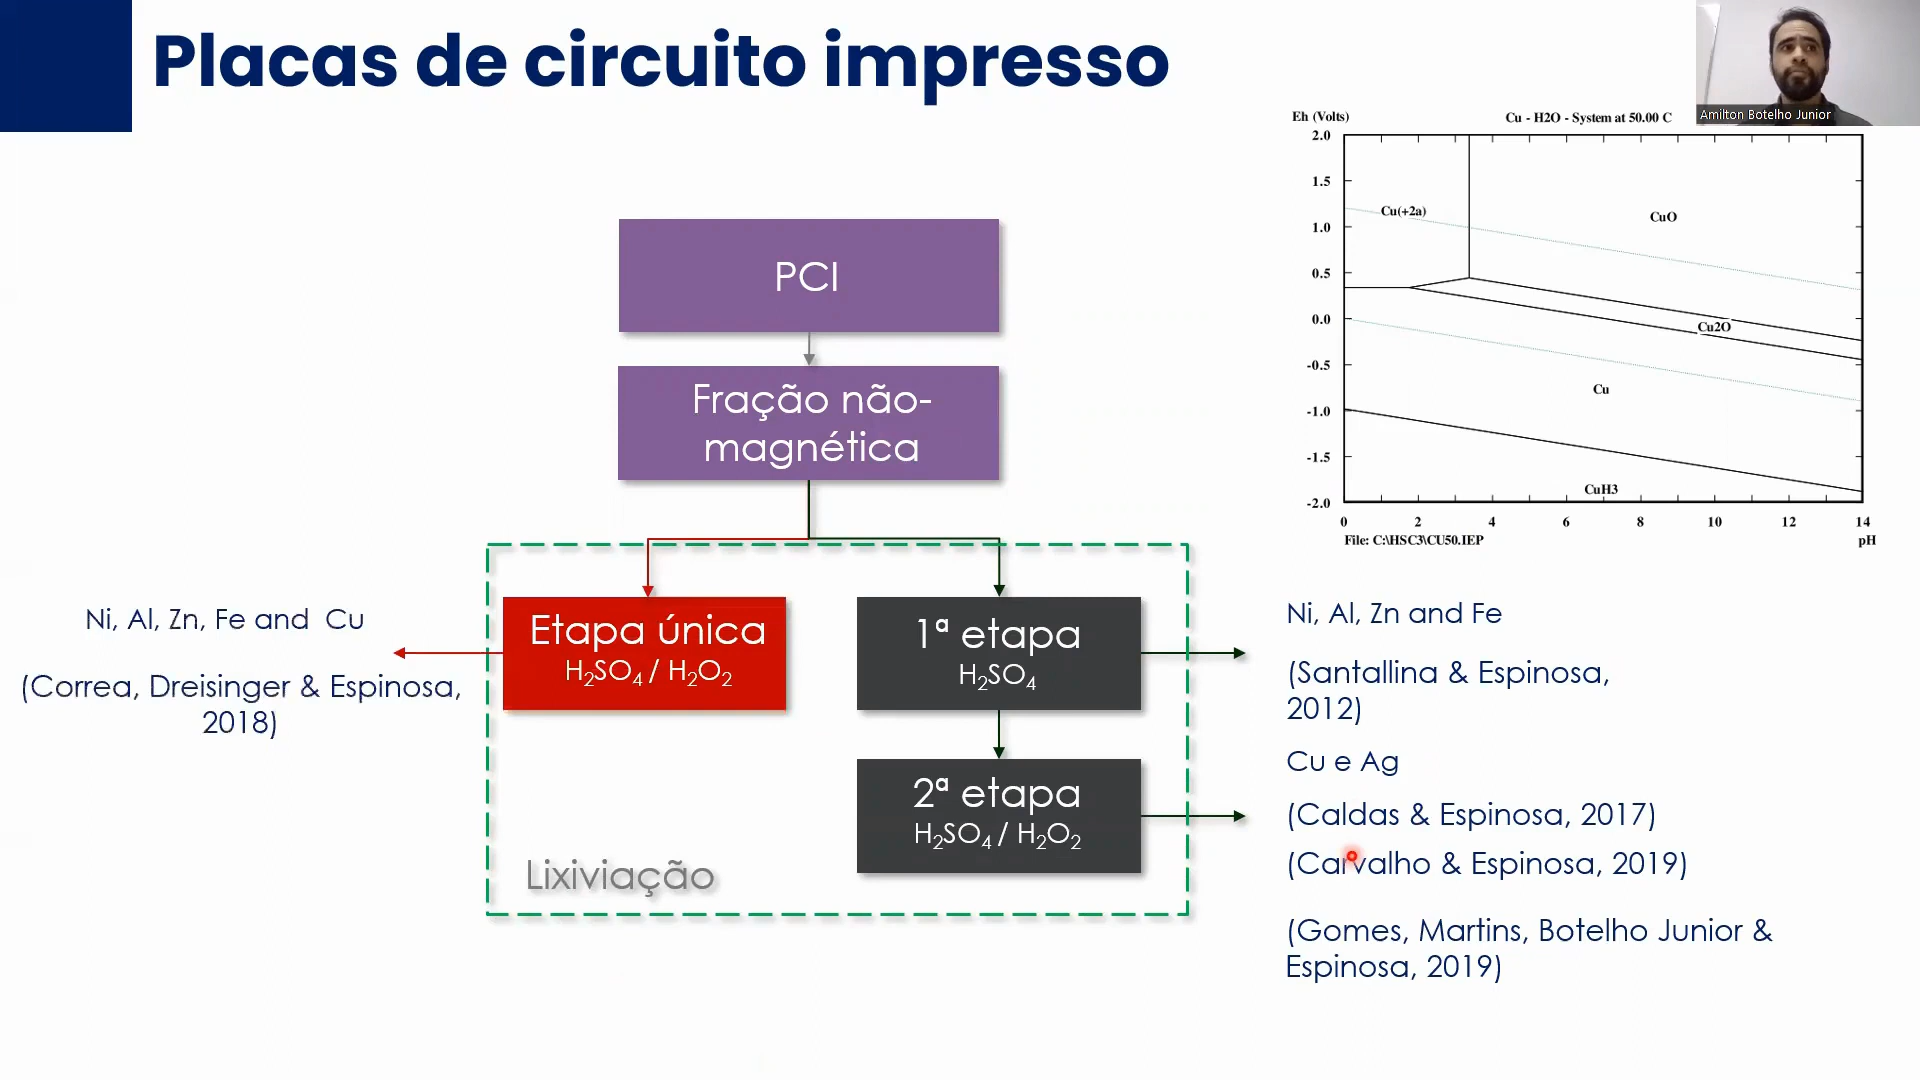 Placas de circuito impresso
Amilton Botelho Junior
Eh (Volts)
Cu - H2O - System at 50.00 C
2.0
1.5
1.0
0.5
0.0
-0.5
-1.0
-1.5
-2.0
Cu(+2a)
CuO
Cu2O
Cu
CuH3
0 2 4 6 8 10 12 14
File: C:\HSC3\CU50.IEP
pH
PCI
Fração não-
magnética
Etapa única
H2SO4 / H2O2
1ª etapa
H2SO4
2ª etapa
H2SO4 / H2O2
Lixiviação
Ni, Al, Zn, Fe and Cu
(Correa, Dreisinger & Espinosa,
2018)
Ni, Al, Zn and Fe
(Santallina & Espinosa,
2012)
Cu e Ag
(Caldas & Espinosa, 2017)
(Carvalho & Espinosa, 2019)
(Gomes, Martins, Botelho Junior &
Espinosa, 2019)